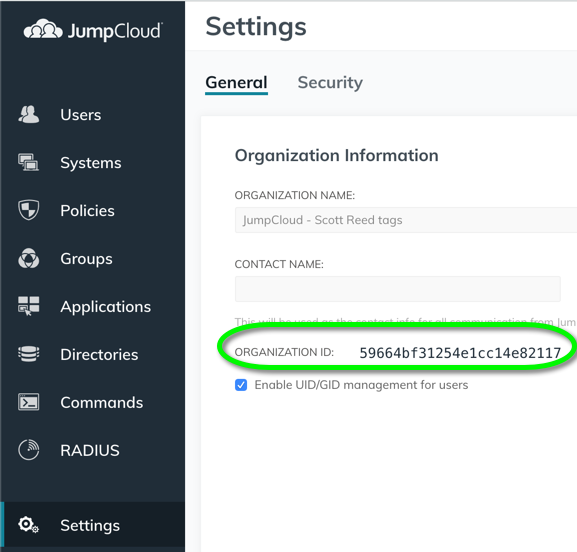 JumpCloud
Settings
General Security
Users
Systems
Policies
Groups
Applications
Directories
Commands
RADIUS
Settings
Organization Information
ORGANIZATION NAME:
JumpCloud - Scott Reed tags
CONTACT NAME:
This will be used as the contact info for all communication from Jum
ORGANIZATION ID: 59664bf31254e1cc14e82117
Enable UID/GID management for users